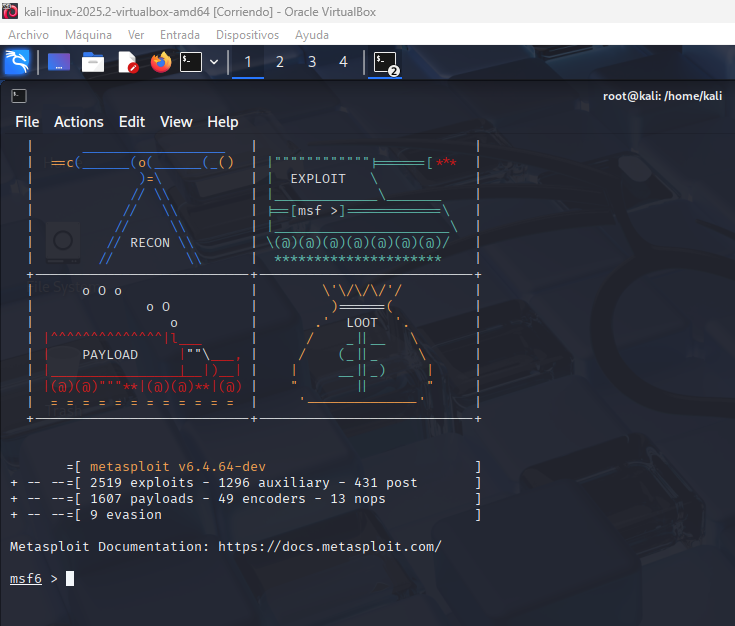 kali-linux-2025.2-virtualbox-amd64 [Corriendo] - Oracle VirtualBox
Archivo Máquina Ver Entrada Dispositivos Ayuda
1 2 3 4 2
root@kali: /home/kali
File Actions Edit View Help
EXPLOIT
[msf >]
RECON
LOOT
PAYLOAD
Trash
=[ metasploit v6.4.64-dev ]
+ -- --=[ 2519 exploits - 1296 auxiliary - 431 post ]
+ -- --=[ 1607 payloads - 49 encoders - 13 nops ]
+ -- --=[ 9 evasion ]
Metasploit Documentation: https://docs.metasploit.com/
msf6 >